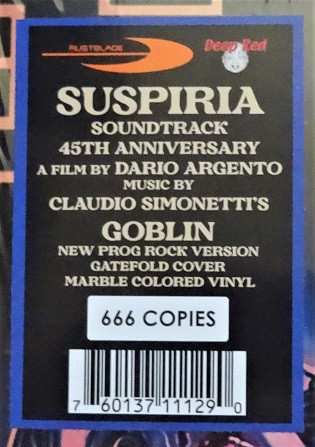 RUSTBLADE
Deep Red
SUSPIRIA
SOUNDTRACK
45TH ANNIVERSARY
A FILM BY DARIO ARGENTO
MUSIC BY
CLAUDIO SIMONETTI'S
GOBLIN
NEW PROG ROCK VERSION
GATEFOLD COVER
MARBLE COLORED VINYL
666 COPIES
7 60137 11129 0